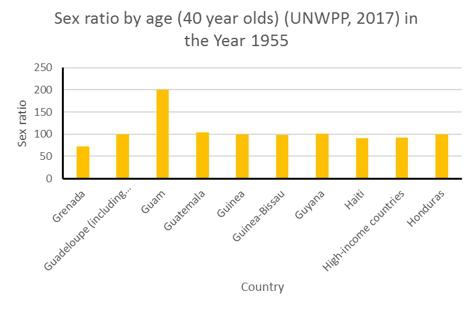 Sex ratio by age (40 year olds) (UNWPP, 2017) in
the Year 1955
250
200
150
100
50
0
Sex ratio
Grenada
Guadeloupe (including...
Guam
Guatemala
Guinea
Guinea-Bissau
Guyana
Haiti
High-income countries
Honduras
Country